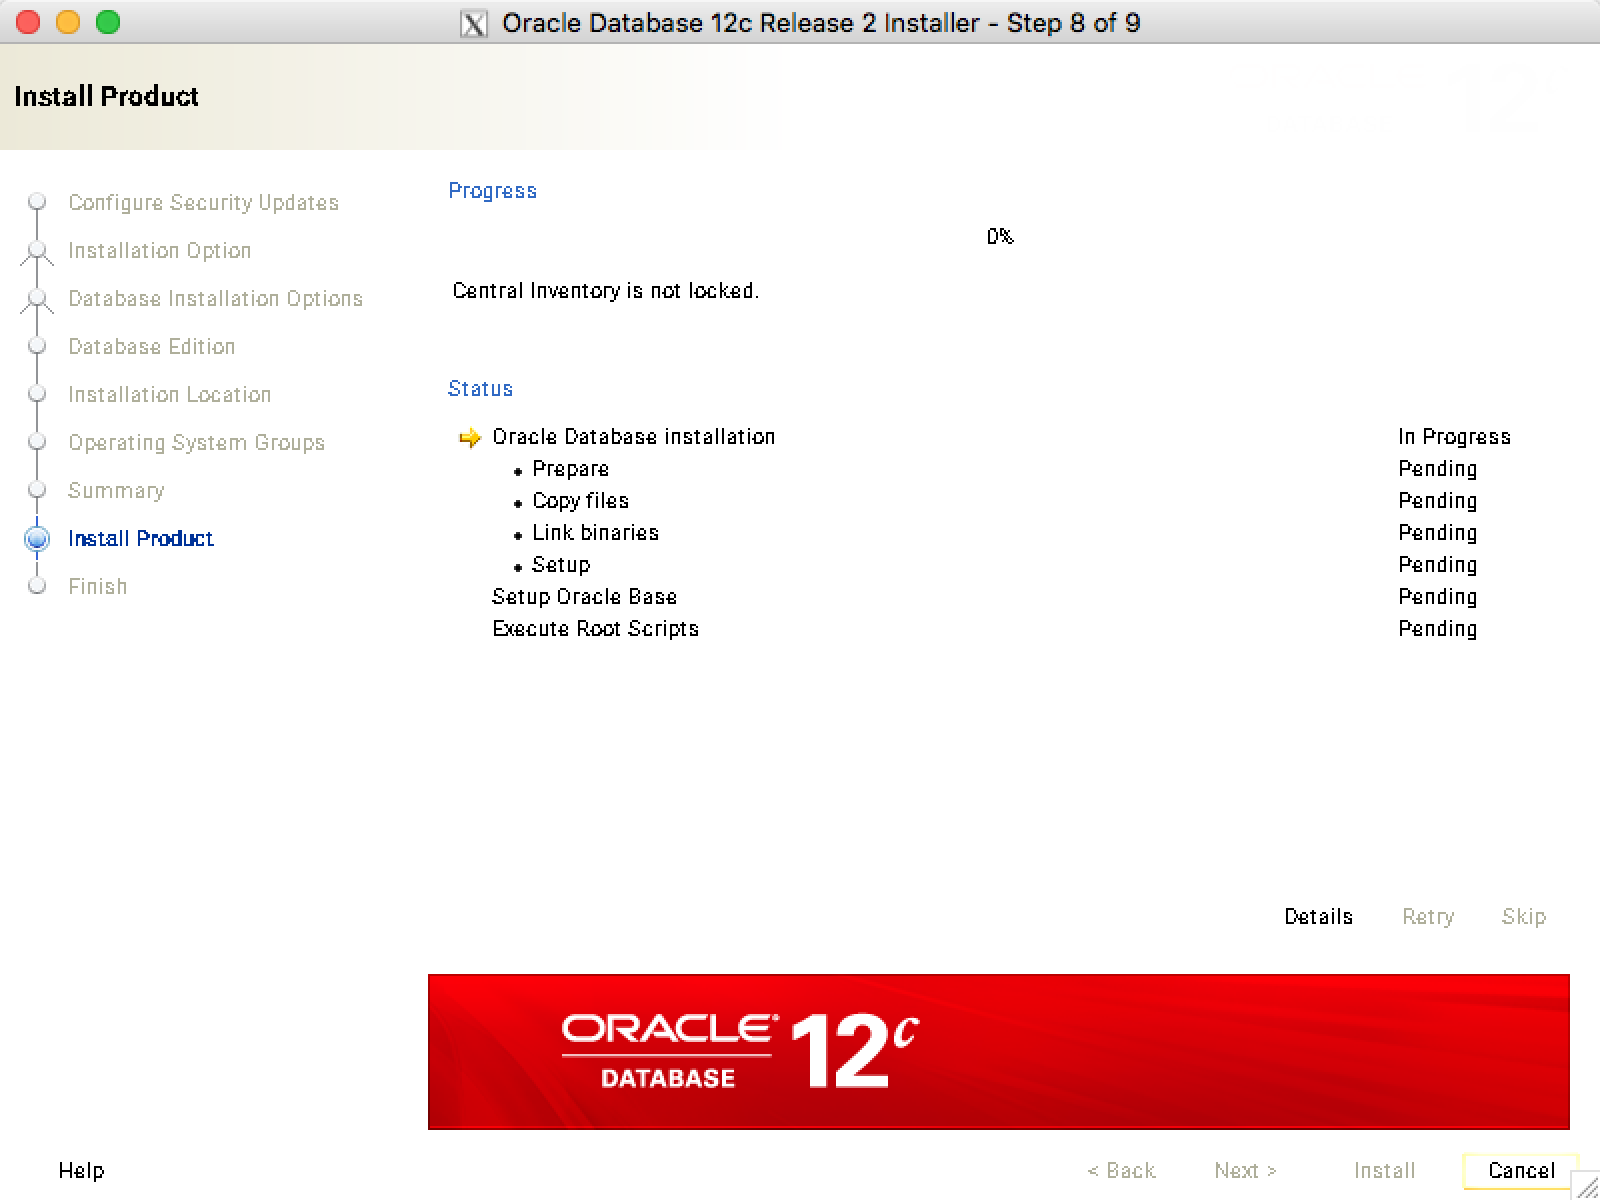 Oracle Database 12c Release 2 Installer - Step 8 of 9
Install Product
Configure Security Updates
Installation Option
Database Installation Options
Database Edition
Installation Location
Operating System Groups
Summary
Install Product
Finish
Progress
0%
Central Inventory is not locked.
Status
Oracle Database installation In Progress
• Prepare Pending
• Copy files Pending
• Link binaries Pending
• Setup Pending
Setup Oracle Base Pending
Execute Root Scripts Pending
Details Retry Skip
ORACLE® 12c
DATABASE
Help < Back Next > Install Cancel